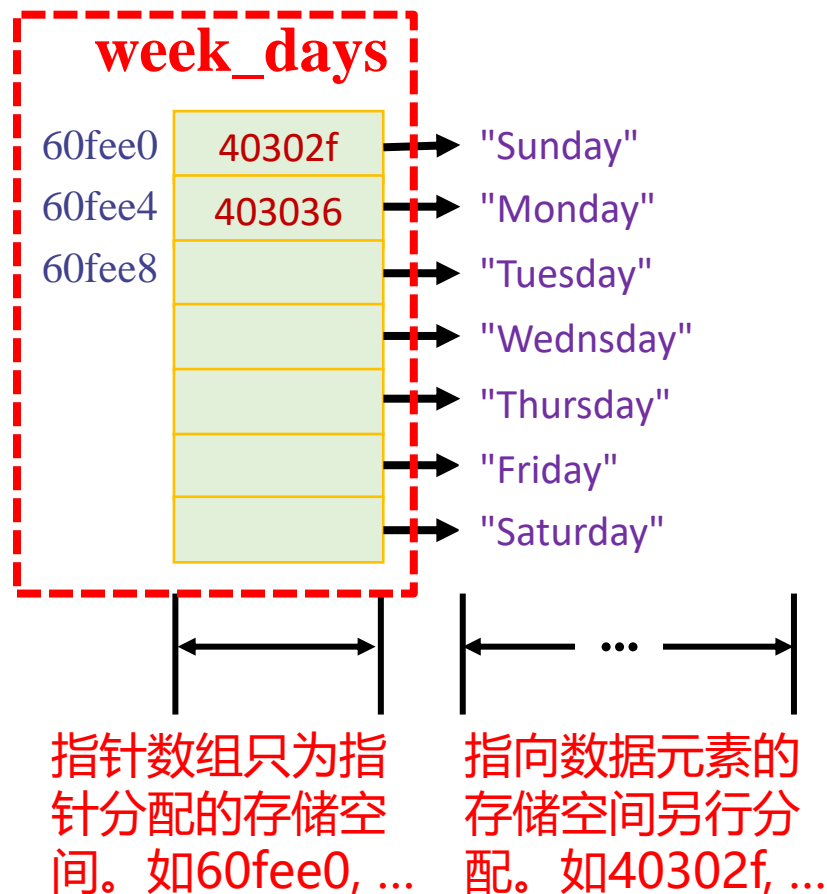 week_days
60fee0 40302f "Sunday"
60fee4 403036 "Monday"
60fee8 "Tuesday"
"Wednsday"
"Thursday"
"Friday"
"Saturday"
...
指针数组只为指
针分配的存储空
间。如60fee0, ...
指向数据元素的
存储空间另行分
配。如40302f, ...